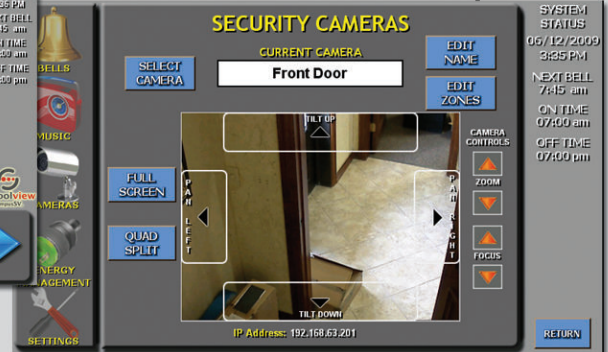 SECURITY CAMERAS
CURRENT CAMERA
Front Door
SELECT
CAMERA
EDIT
NAME
EDIT
ZONES
FULL
SCREEN
QUAD
SPLIT
TILT UP
PAN LEFT
PAN RIGHT
TILT DOWN
CAMERA
CONTROLS
ZOOM
FOCUS
IP Address: 192.168.63.201
BELLS
MUSIC
SETTINGS
SYSTEM
STATUS
06/12/2009
3:35 PM
NEXT BELL
7:45 am
ON TIME
07:00 am
OFF TIME
07:00 pm
RETURN